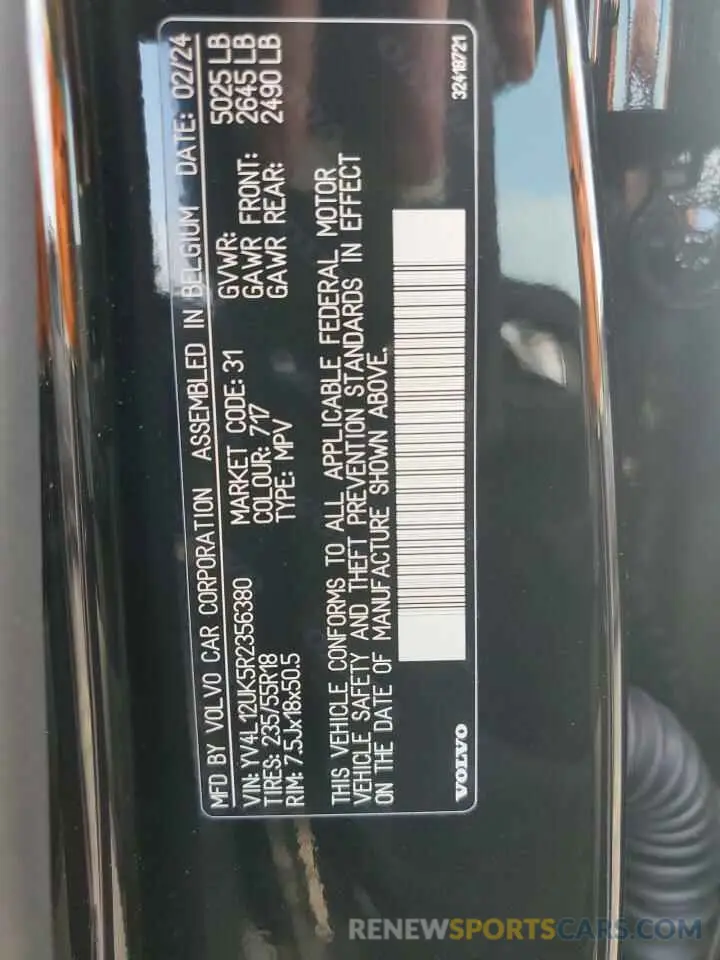 MFD BY VOLVO CAR CORPORATION ASSEMBLED IN BELGIUM DATE: 02/24
VIN: YV4L12UK5R2356380 MARKET CODE: 31 GVWR: 5025 LB
TIRES: 235/55R18 COLOUR: 717 GAWR FRONT: 2645 LB
RIM: 7.5Jx18x50.5 TYPE: MPV GAWR REAR: 2490 LB
THIS VEHICLE CONFORMS TO ALL APPLICABLE FEDERAL MOTOR
VEHICLE SAFETY AND THEFT PREVENTION STANDARDS IN EFFECT
ON THE DATE OF MANUFACTURE SHOWN ABOVE.
VOLVO 32418721
RENEWSPORTSCARS.COM